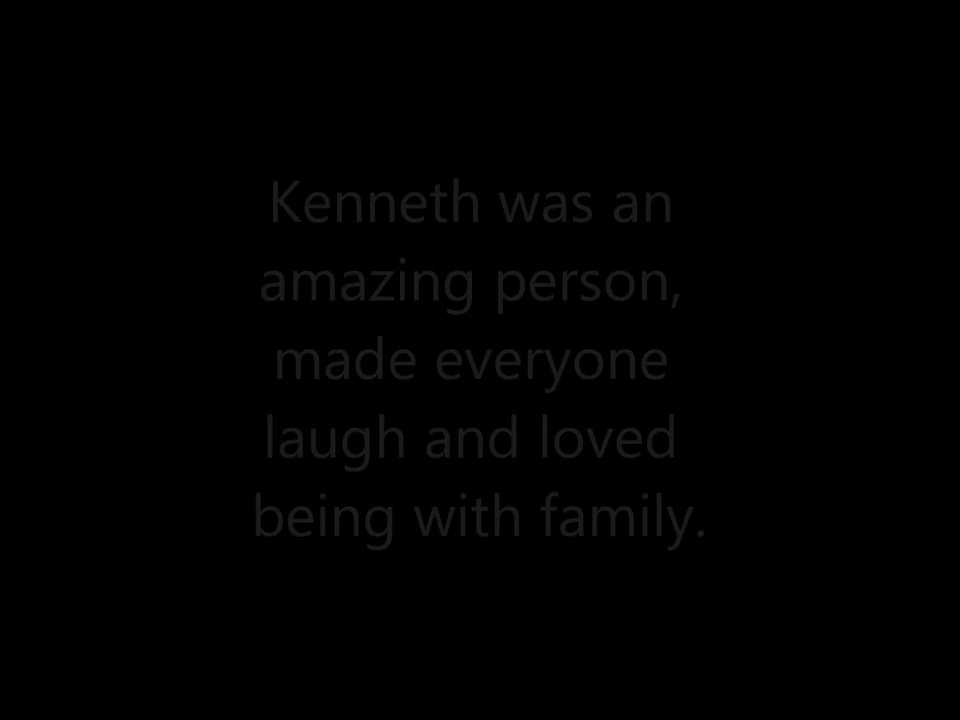 Kenneth was an
amazing person,
made everyone
laugh and loved
being with family.